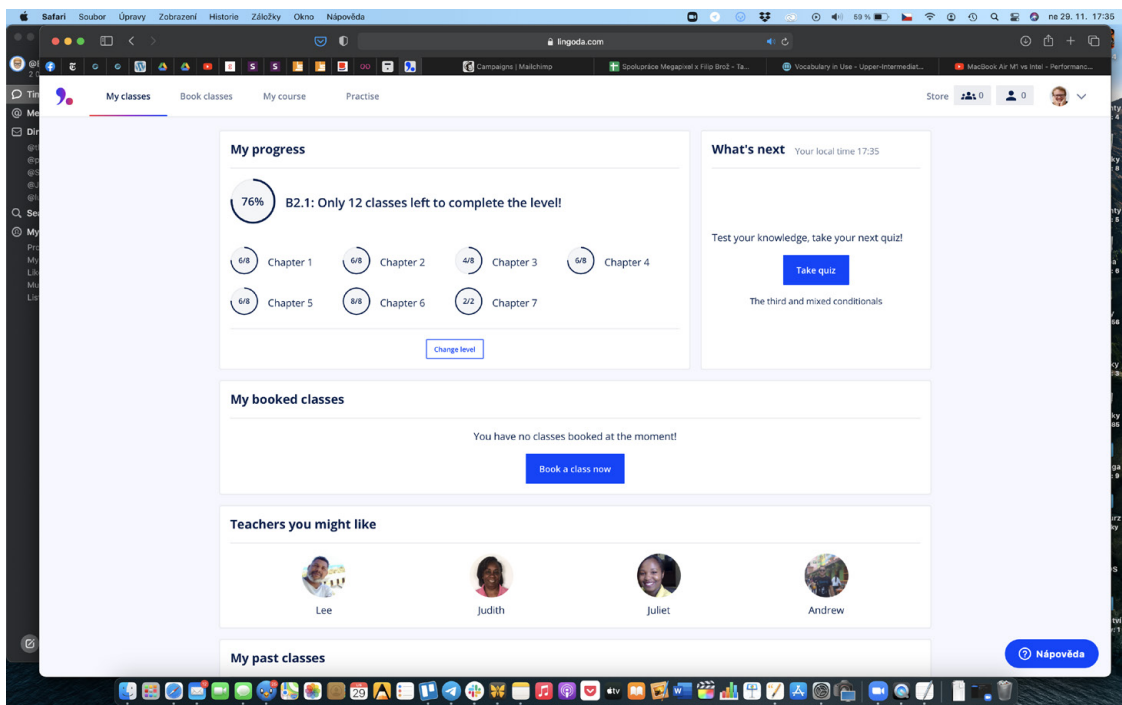 Safari Soubor Úpravy Zobrazení Historie Záložky Okno Nápověda 59 % ne 29. 11. 17:35
lingoda.com
Campaigns | Mailchimp Spolupráce Megapixel x Filip Brož - Ta... Vocabulary in Use - Upper-Intermediat... MacBook Air M1 vs Intel - Performanc...
My classes Book classes My course Practise Store 0 0
My progress
76% B2.1: Only 12 classes left to complete the level!
6/8 Chapter 1 6/8 Chapter 2 4/8 Chapter 3 6/8 Chapter 4
6/8 Chapter 5 8/8 Chapter 6 2/2 Chapter 7
Change level
What's next Your local time 17:35
Test your knowledge, take your next quiz!
Take quiz
The third and mixed conditionals
My booked classes
You have no classes booked at the moment!
Book a class now
Teachers you might like
Lee Judith Juliet Andrew
My past classes
Nápověda
29
tv